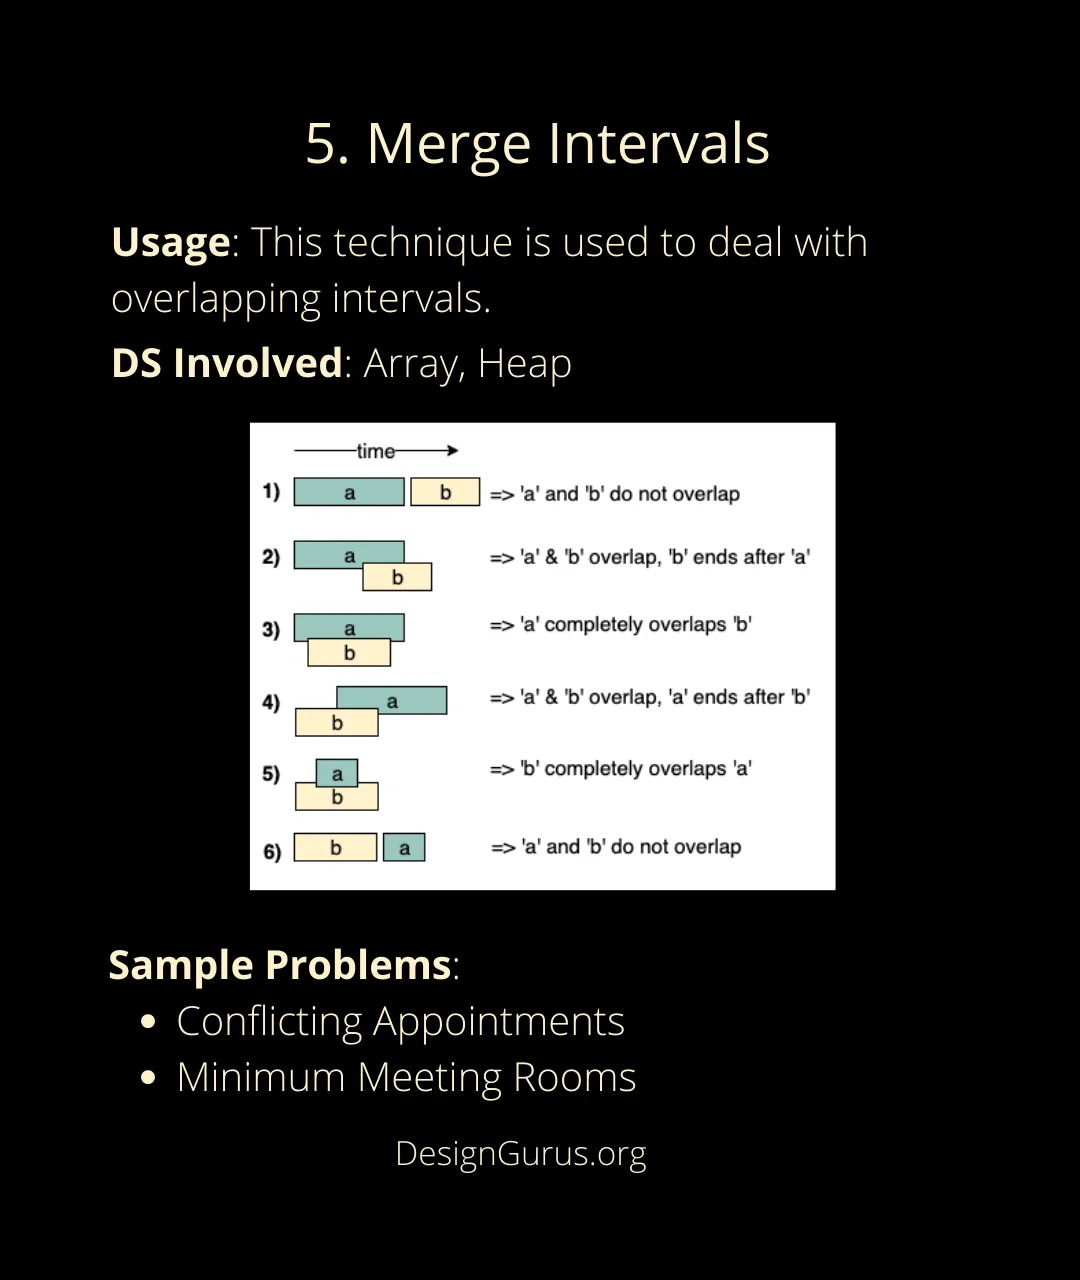 5. Merge Intervals
Usage: This technique is used to deal with
overlapping intervals.
DS Involved: Array, Heap
time
1) a b => 'a' and 'b' do not overlap
2) a => 'a' & 'b' overlap, 'b' ends after 'a'
b
3) a => 'a' completely overlaps 'b'
b
4) a => 'a' & 'b' overlap, 'a' ends after 'b'
b
5) a => 'b' completely overlaps 'a'
b
6) b a => 'a' and 'b' do not overlap
Sample Problems:
• Conflicting Appointments
• Minimum Meeting Rooms
DesignGurus.org